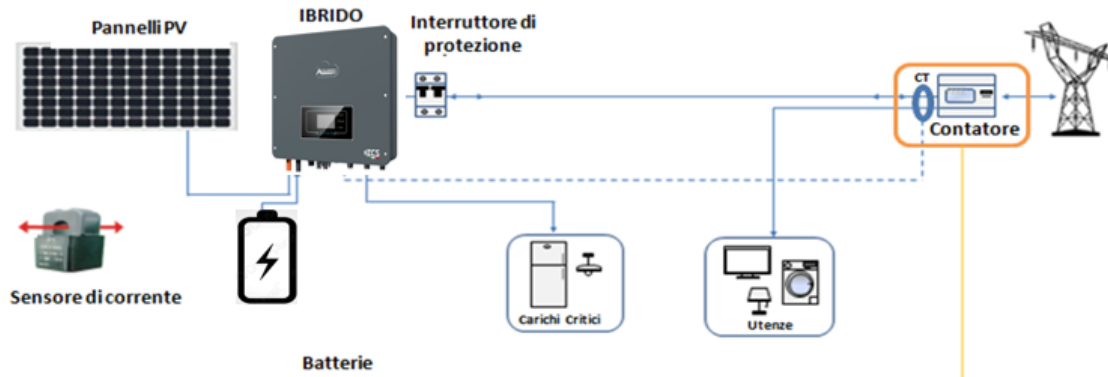 IBRIDO
Pannelli PV
Interruttore di
protezione
CT
Contatore
Sensore di corrente
Carichi Critici
Utenze
Batterie